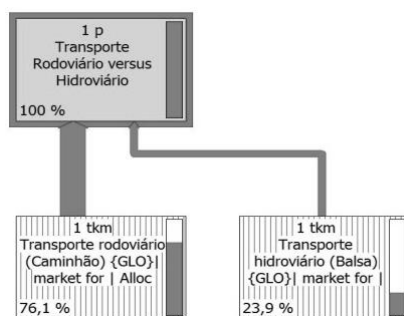 1 p
Transporte
Rodoviário versus
Hidroviário
100 %
1 tkm
Transporte rodoviário
(Caminhão) {GLO}|
market for | Alloc
76,1 %
1 tkm
Transporte
hidroviário (Balsa)
{GLO}| market for |
23,9 %